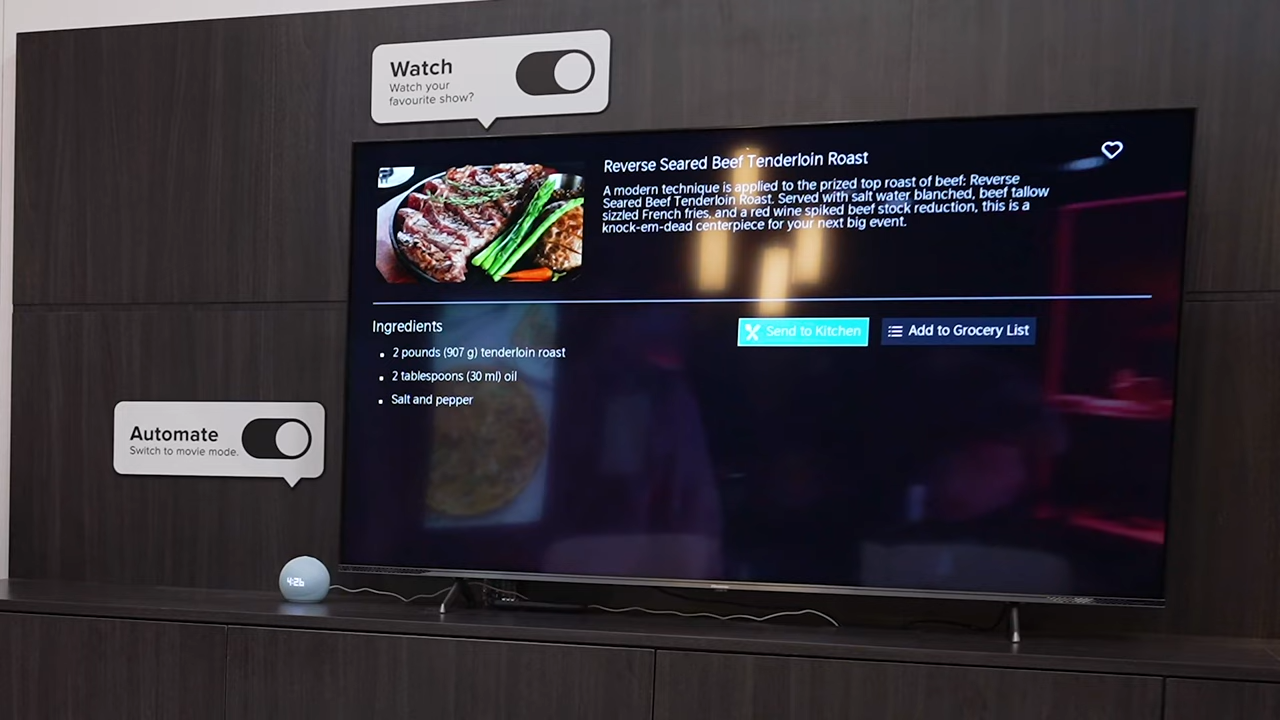 Watch
Watch your
favourite show?
Reverse Seared Beef Tenderloin Roast
A modern technique is applied to the prized top roast of beef: Reverse
Seared Beef Tenderloin Roast. Served with salt water blanched, beef tallow
sizzled French fries, and a red wine spiked beef stock reduction, this is a
knock-em-dead centerpiece for your next big event.
Ingredients
Send to Kitchen
Add to Grocery List
2 pounds (907 g) tenderloin roast
2 tablespoons (30 ml) oil
Salt and pepper
Automate
Switch to movie mode.
4:26